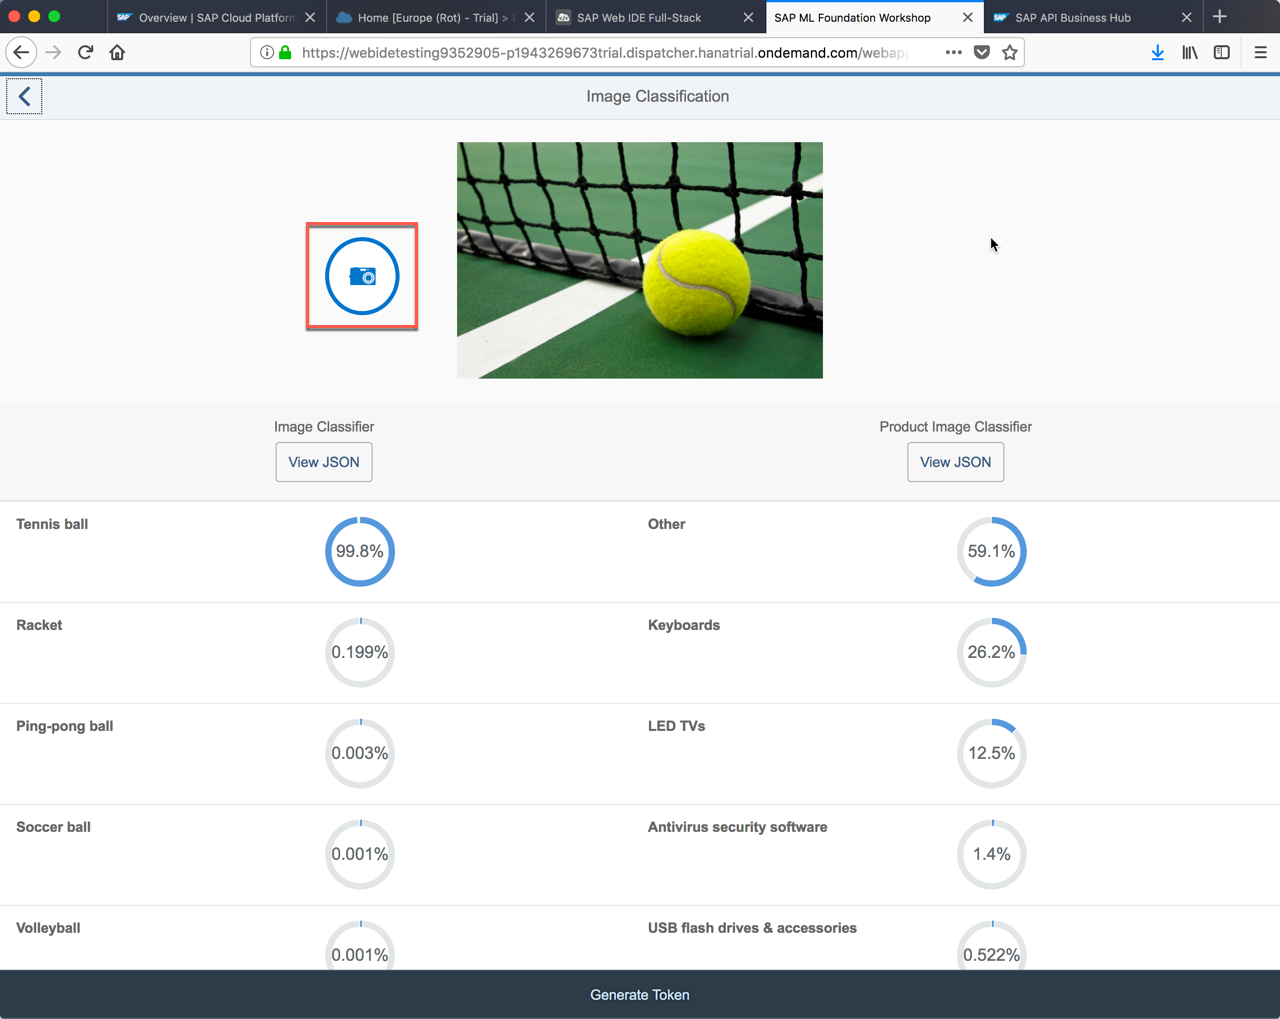 SAP Overview | SAP Cloud Platform
Home [Europe (Rot) - Trial] >
SAP Web IDE Full-Stack
SAP ML Foundation Workshop
SAP SAP API Business Hub
https://webidetesting9352905-p1943269673trial.dispatcher.hanatrial.ondemand.com/webapp
Image Classification
Image Classifier
View JSON
Product Image Classifier
View JSON
Tennis ball
99.8%
Other
59.1%
Racket
0.199%
Keyboards
26.2%
Ping-pong ball
0.003%
LED TVs
12.5%
Soccer ball
0.001%
Antivirus security software
1.4%
Volleyball
0.001%
USB flash drives & accessories
0.522%
Generate Token